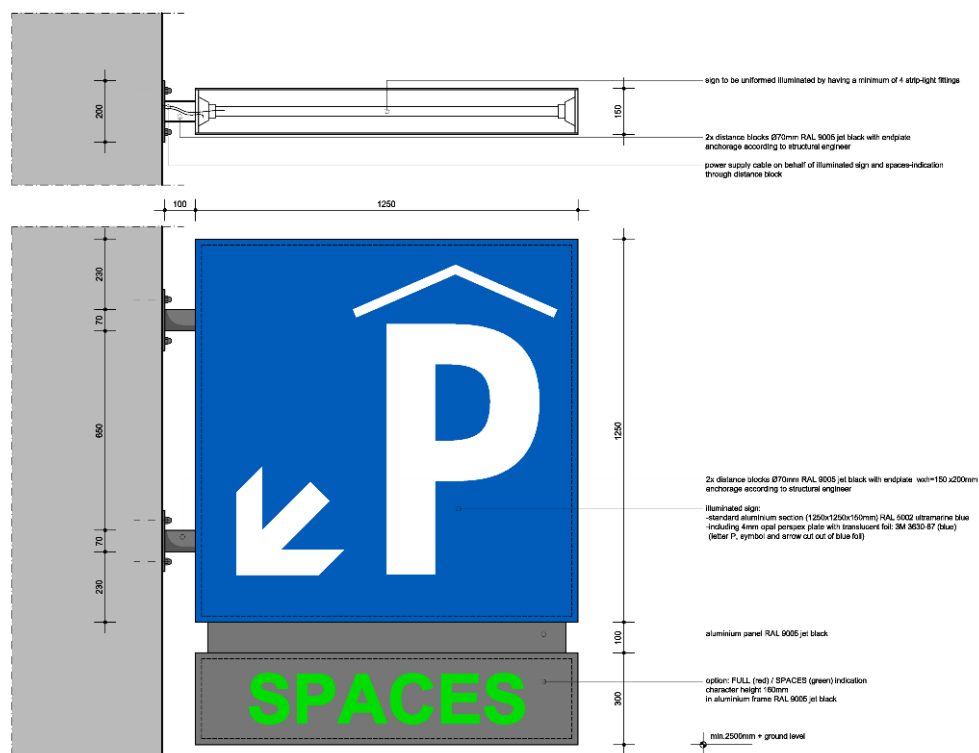 sign to be uniformed illuminated by having a minimum of 4 strip-light fittings
200
150
2x distance blocks Ø70mm RAL 9005 jet black with endplate
anchorage according to structural engineer
power supply cable on behalf of illuminated sign and spaces-indication
through distance block
100
1250
230
70
650
70
230
1250
100
300
P
2x distance blocks Ø70mm RAL 9005 jet black with endplate wxh=150 x200mm
anchorage according to structural engineer
illuminated sign:
-standard aluminium section (1250x1250x150mm) RAL 5002 ultramarine blue
-including 4mm opal perspex plate with translucent foil: 3M 3630-87 (blue)
(letter P, symbol and arrow cut out of blue foil)
aluminium panel RAL 9005 jet black
SPACES
option: FULL (red) / SPACES (green) indication
character height 160mm
in aluminium frame RAL 9005 jet black
min.2500mm + ground level